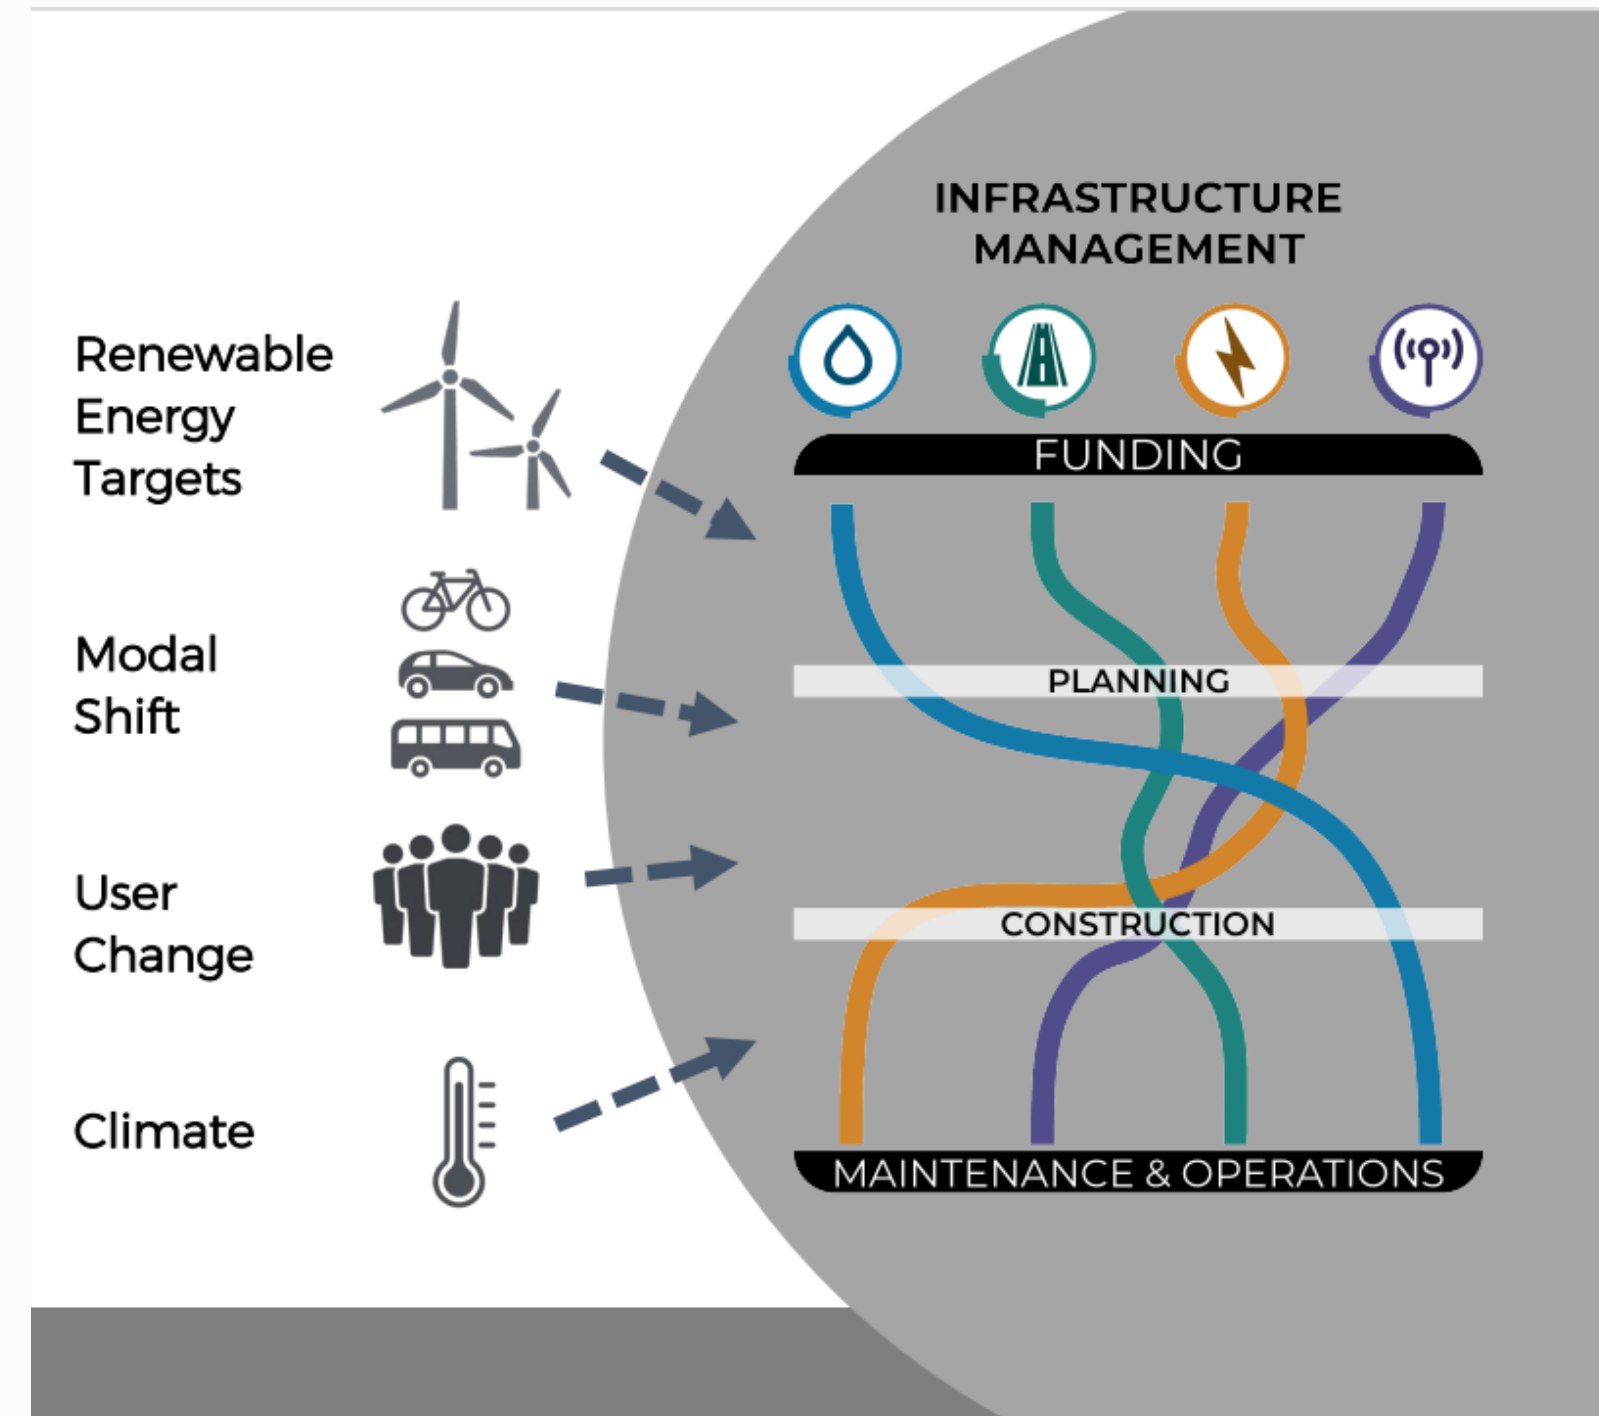 Renewable
Energy
Targets
Modal
Shift
User
Change
Climate
INFRASTRUCTURE
MANAGEMENT
FUNDING
PLANNING
CONSTRUCTION
MAINTENANCE & OPERATIONS